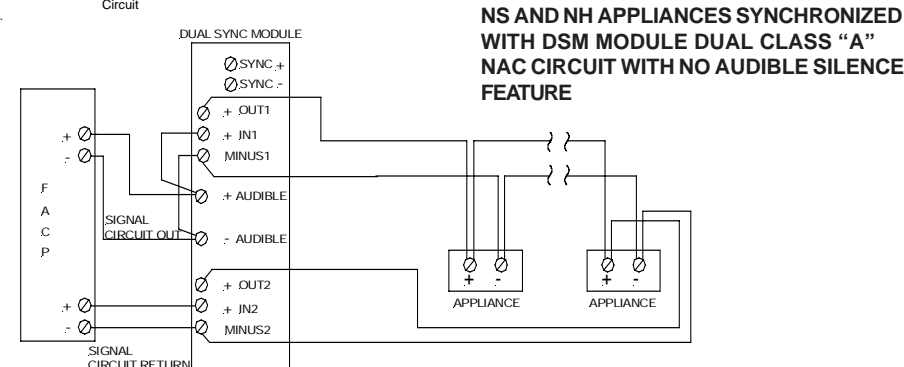 Circuit
NS AND NH APPLIANCES SYNCHRONIZED
WITH DSM MODULE DUAL CLASS “A”
NAC CIRCUIT WITH NO AUDIBLE SILENCE
FEATURE
DUAL SYNC MODULE
SYNC +
SYNC -
+ OUT1
+ IN1
MINUS1
+ AUDIBLE
- AUDIBLE
+ OUT2
+ IN2
MINUS2
+
-
F
A
C
P
SIGNAL
CIRCUIT OUT
+
-
SIGNAL
CIRCUIT RETURN
+ -
APPLIANCE
+ -
APPLIANCE